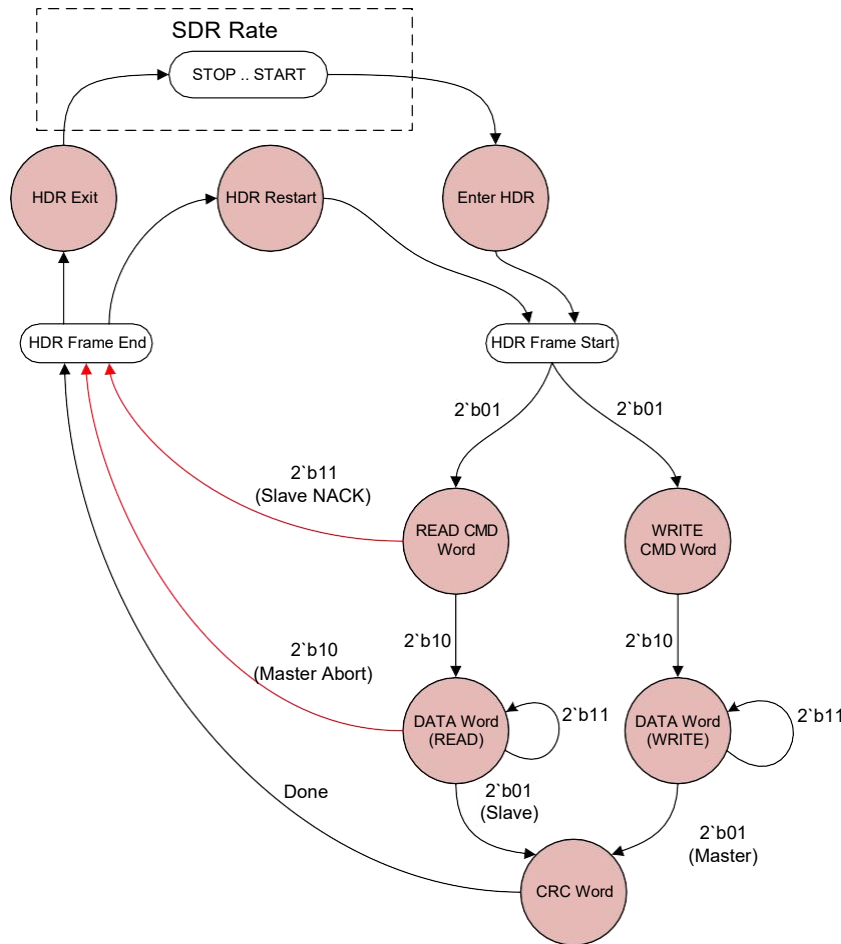 SDR Rate
STOP .. START
HDR Exit
HDR Restart
Enter HDR
HDR Frame End
HDR Frame Start
2`b01
2`b01
2`b11
(Slave NACK)
READ CMD
Word
WRITE
CMD Word
2`b10
2`b10
2`b10
(Master Abort)
DATA Word
(READ)
2`b11
DATA Word
(WRITE)
2`b11
Done
2`b01
(Slave)
2`b01
(Master)
CRC Word